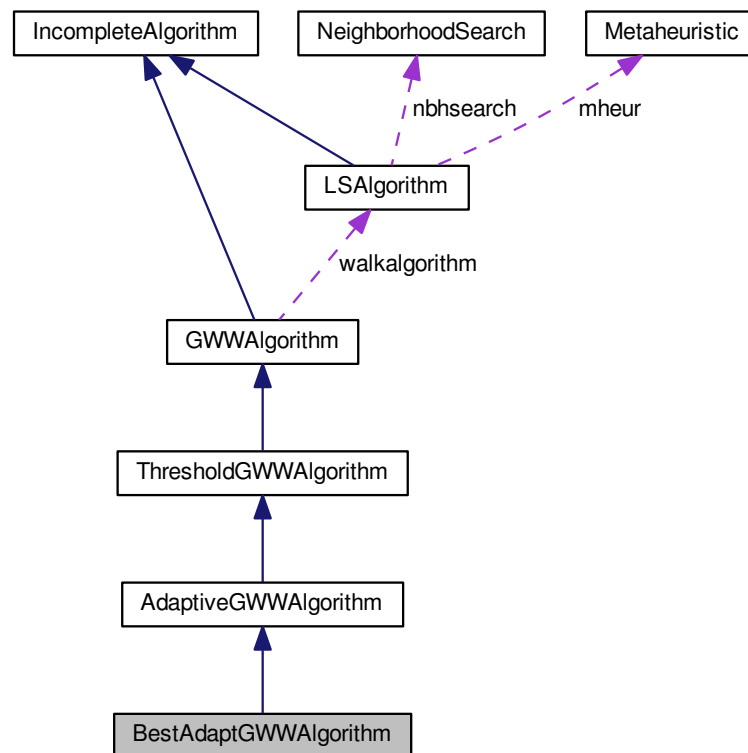 IncompleteAlgorithm
NeighborhoodSearch
Metaheuristic
nbhsearch
mheur
LSAlgorithm
walkalgorithm
GWWAlgorithm
ThresholdGWWAlgorithm
AdaptiveGWWAlgorithm
BestAdaptGWWAlgorithm